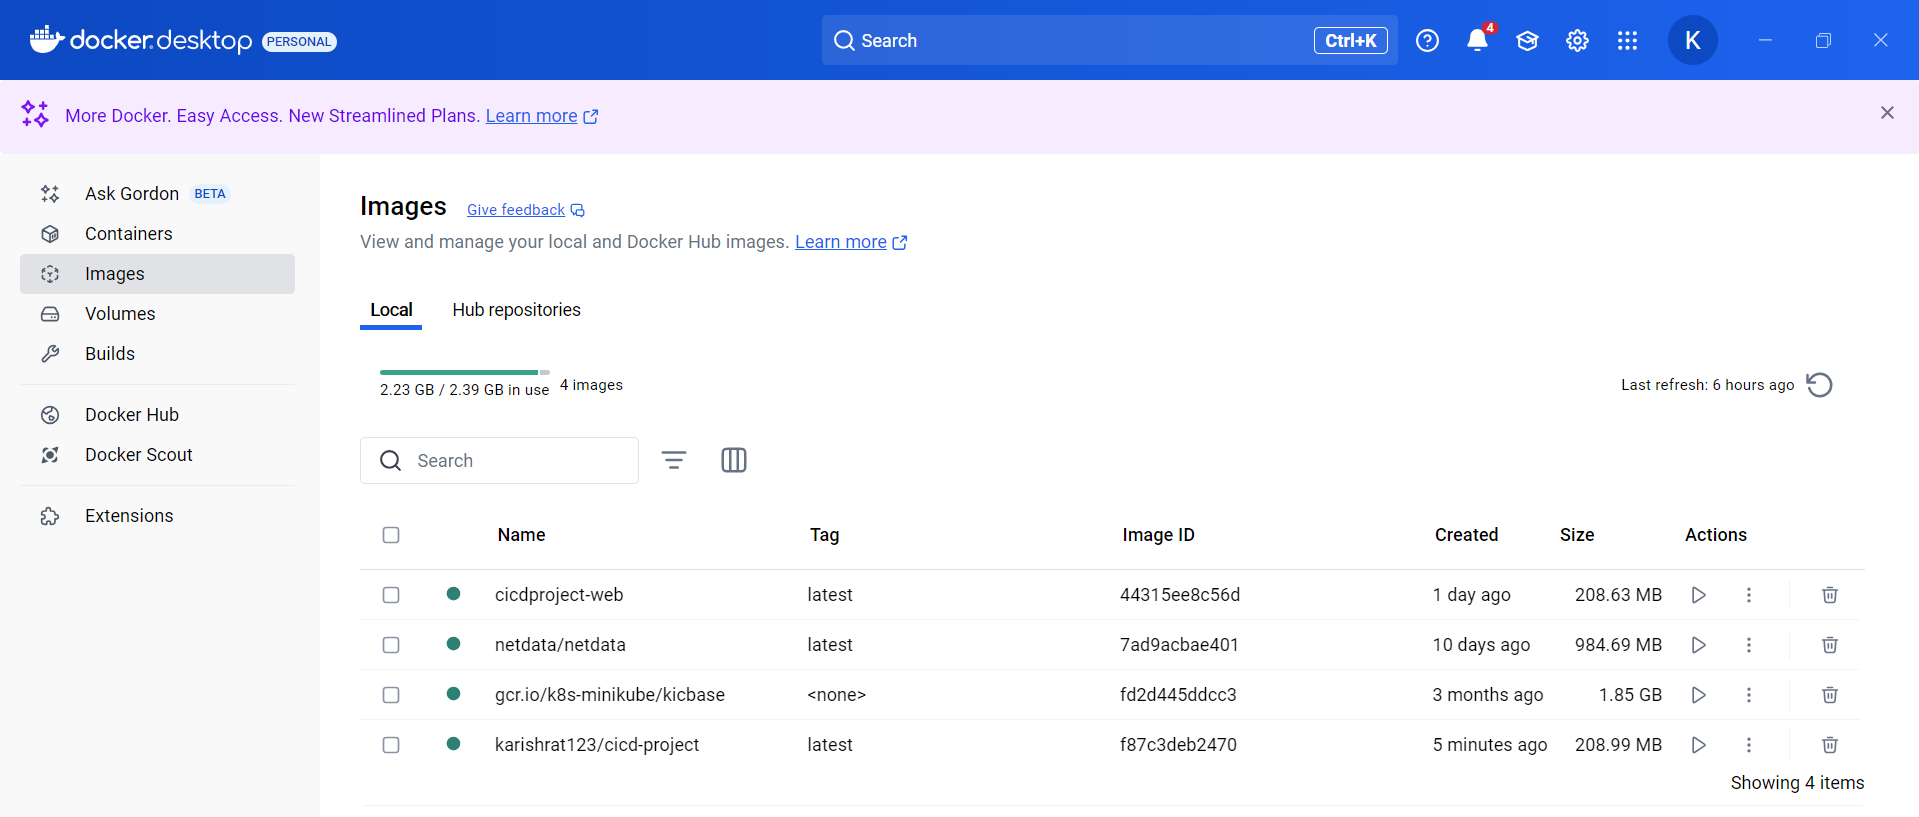 docker.desktop PERSONAL
Search Ctrl+K
4
K
More Docker. Easy Access. New Streamlined Plans. Learn more
Ask Gordon BETA
Containers
Images
Volumes
Builds
Docker Hub
Docker Scout
Extensions
Images Give feedback
View and manage your local and Docker Hub images. Learn more
Local Hub repositories
2.23 GB / 2.39 GB in use 4 images
Last refresh: 6 hours ago
Search
Name Tag Image ID Created Size Actions
cicdproject-web latest 44315ee8c56d 1 day ago 208.63 MB
netdata/netdata latest 7ad9acbae401 10 days ago 984.69 MB
gcr.io/k8s-minikube/kicbase <none> fd2d445ddcc3 3 months ago 1.85 GB
karishrat123/cicd-project latest f87c3deb2470 5 minutes ago 208.99 MB
Showing 4 items